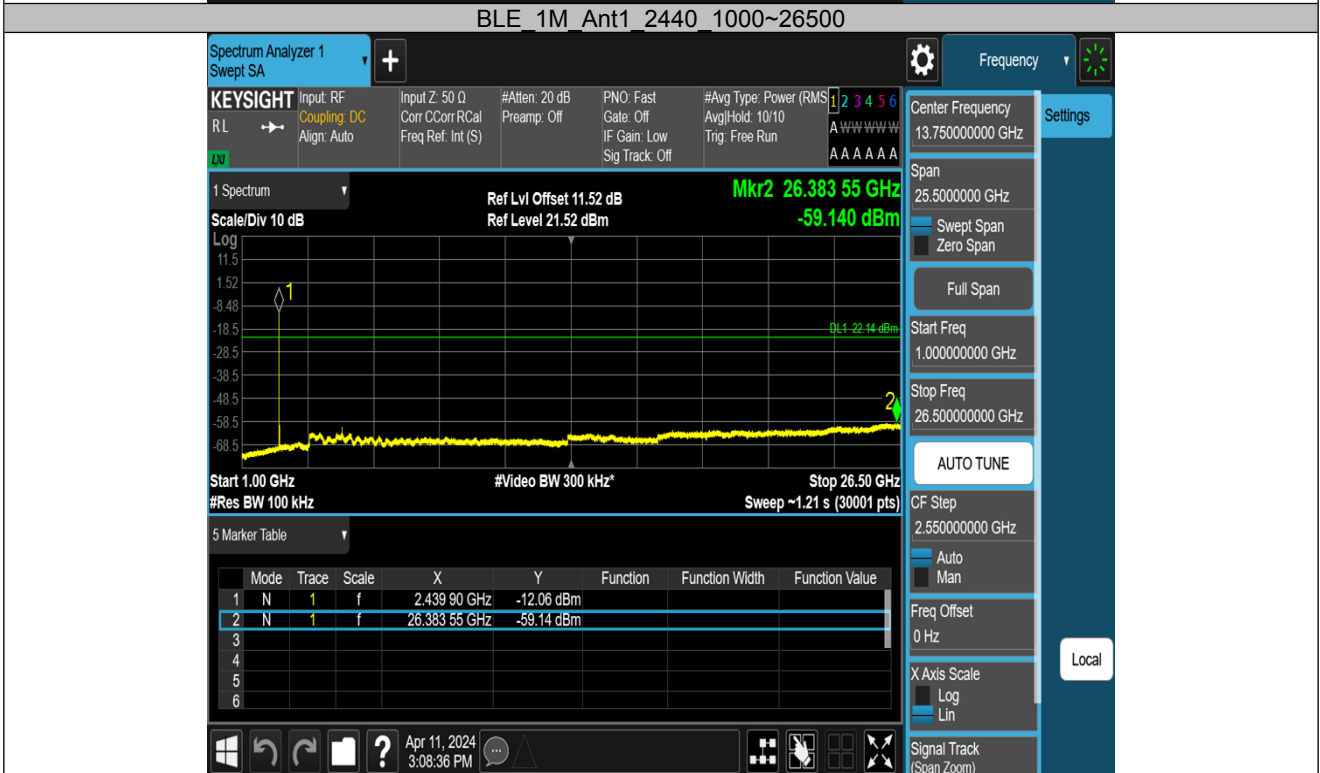 BLE_1M_Ant1_2440_1000~26500
Spectrum Analyzer 1
Swept SA
+
Frequency
KEYSIGHT
RL
LXI
Input: RF
Coupling: DC
Align: Auto
Input Z: 50 Ω
Corr CCorr RCal
Freq Ref: Int (S)
#Atten: 20 dB
Preamp: Off
PNO: Fast
Gate: Off
IF Gain: Low
Sig Track: Off
#Avg Type: Power (RMS
Avg|Hold: 10/10
Trig: Free Run
1 2 3 4 5 6
A W W W W W
A A A A A A
Center Frequency
13.750000000 GHz
Settings
1 Spectrum
Ref Lvl Offset 11.52 dB
Mkr2 26.383 55 GHz
Scale/Div 10 dB
Ref Level 21.52 dBm
-59.140 dBm
Log
11.5
1.52
-8.48
-18.5
-28.5
-38.5
-48.5
-58.5
-68.5
1
DL1 -22.14 dBm
2
Start 1.00 GHz
#Video BW 300 kHz*
Stop 26.50 GHz
#Res BW 100 kHz
Sweep ~1.21 s (30001 pts)
Span
25.5000000 GHz
Swept Span
Zero Span
Full Span
Start Freq
1.000000000 GHz
Stop Freq
26.500000000 GHz
AUTO TUNE
CF Step
2.550000000 GHz
Auto
Man
Freq Offset
0 Hz
X Axis Scale
Log
Lin
Signal Track
(Span Zoom)
Local
5 Marker Table
Mode Trace Scale X Y Function Function Width Function Value
1 N 1 f 2.439 90 GHz -12.06 dBm
2 N 1 f 26.383 55 GHz -59.14 dBm
3
4
5
6
?
Apr 11, 2024
3:08:36 PM